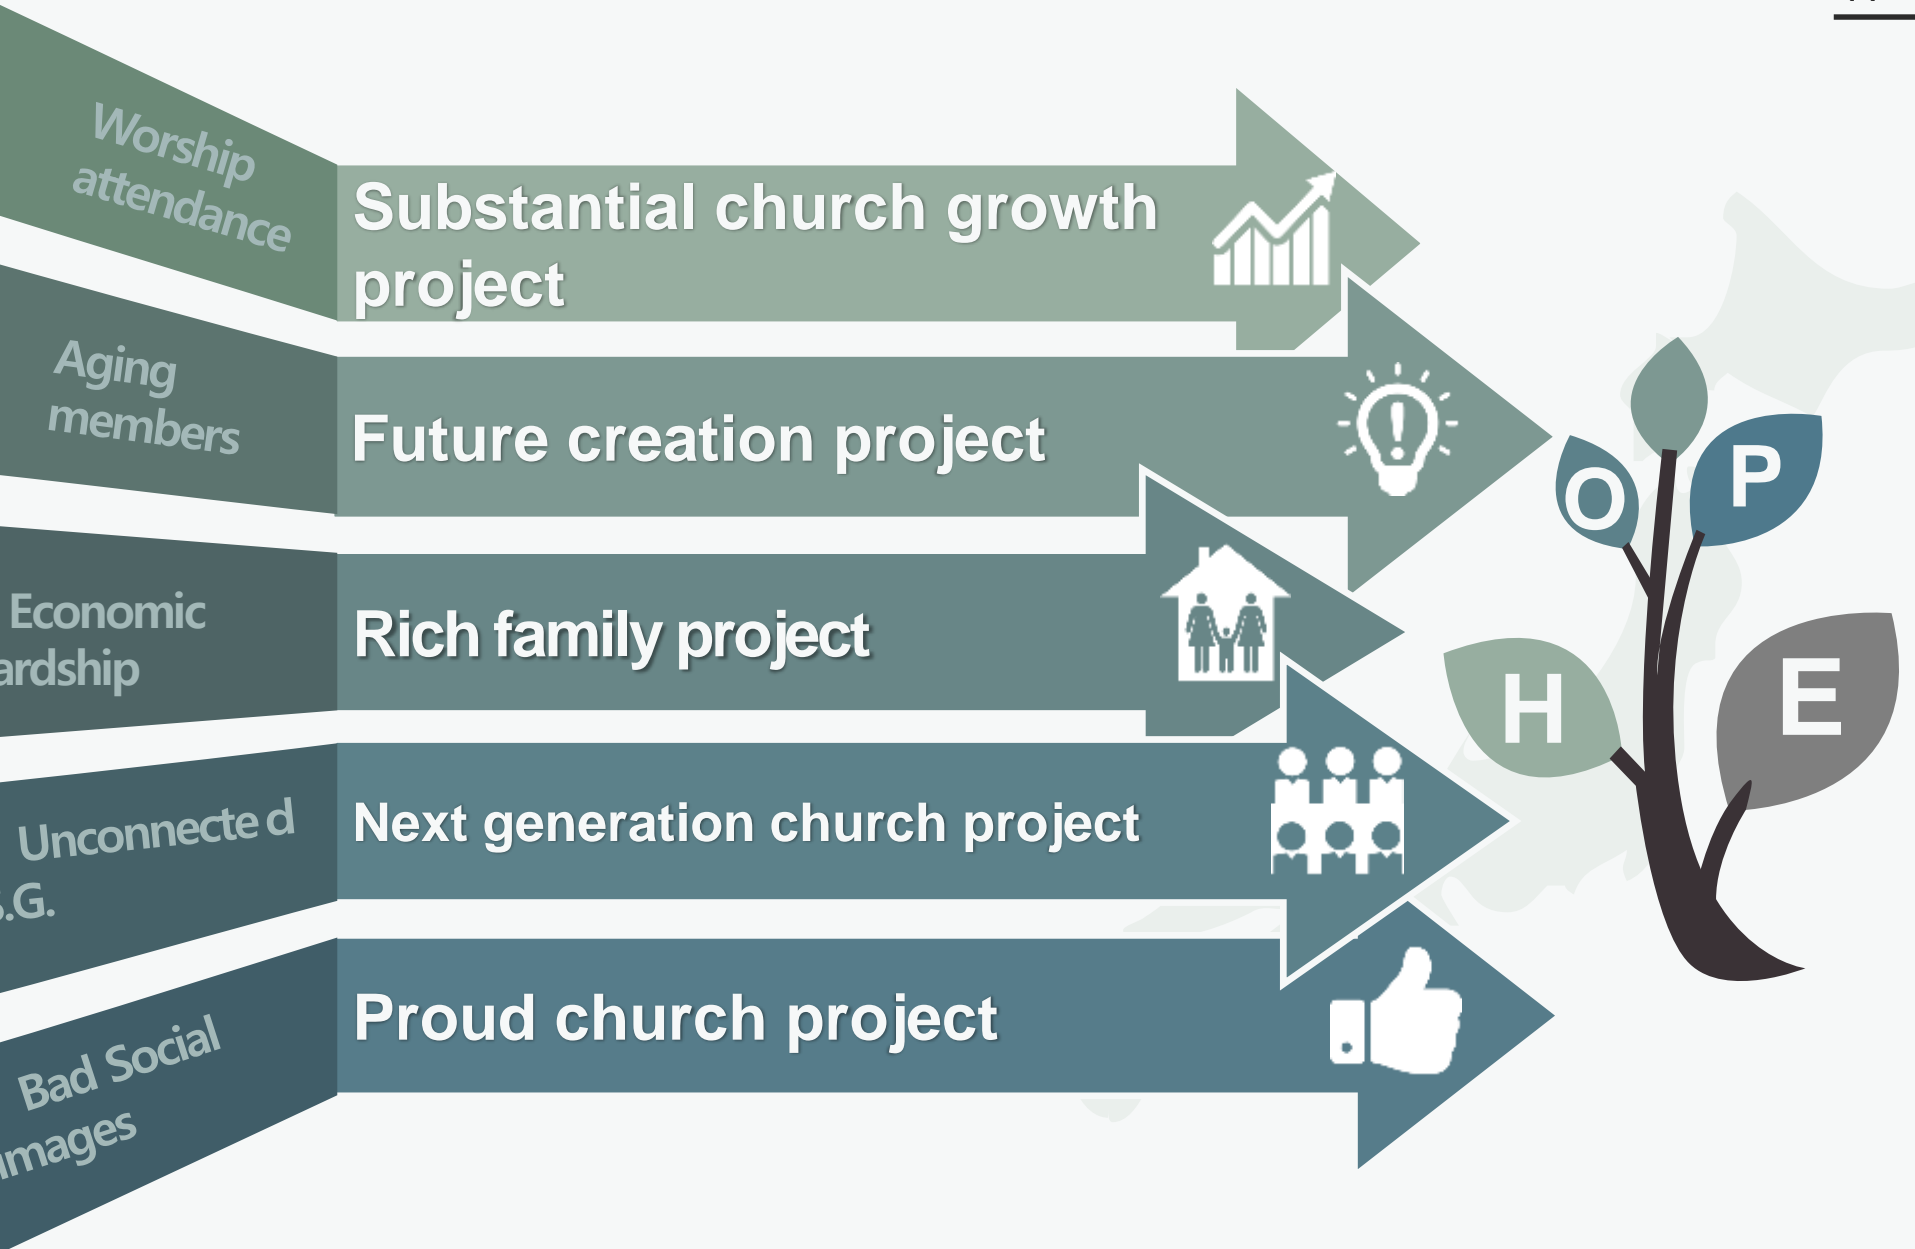 Worship
attendance
Substantial church growth
project
Aging
members
Future creation project
Economic
ardship
Rich family project
Unconnecte d
.G.
Next generation church project
Bad Social
images
Proud church project
O
P
H
E